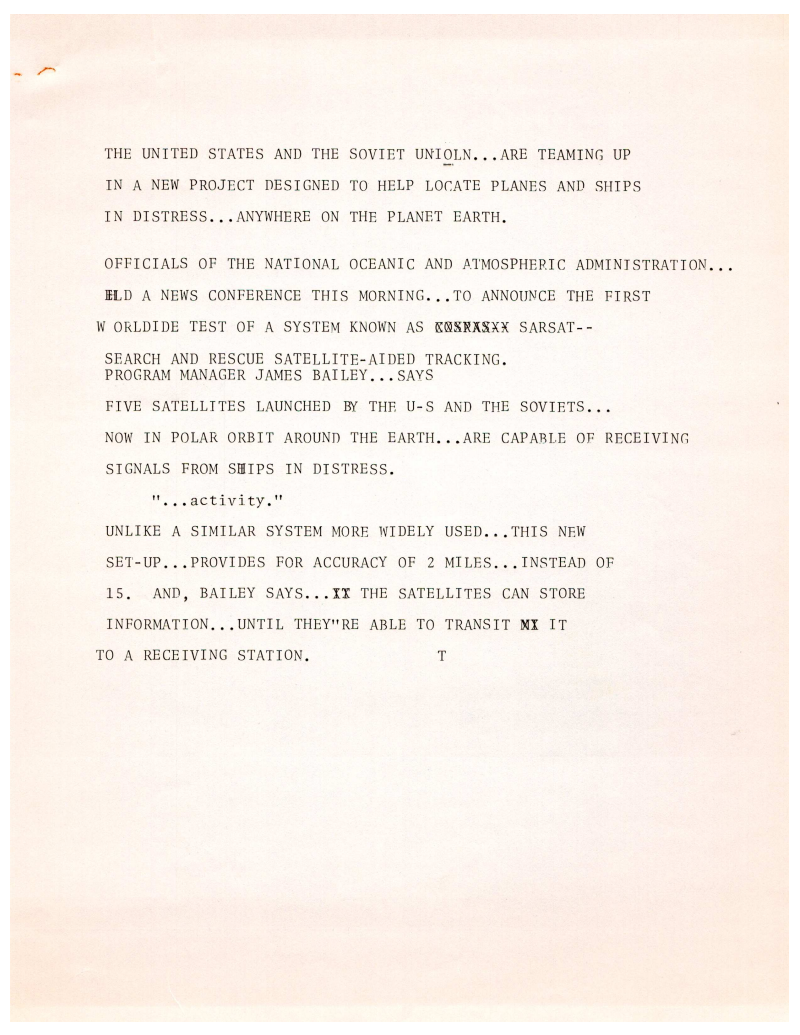 THE UNITED STATES AND THE SOVIET UNIOLN...ARE TEAMING UP
IN A NEW PROJECT DESIGNED TO HELP LOCATE PLANES AND SHIPS
IN DISTRESS...ANYWHERE ON THE PLANET EARTH.
OFFICIALS OF THE NATIONAL OCEANIC AND ATMOSPHERIC ADMINISTRATION...
HLD A NEWS CONFERENCE THIS MORNING...TO ANNOUNCE THE FIRST
W ORLDIDE TEST OF A SYSTEM KNOWN AS SARSAT--
SEARCH AND RESCUE SATELLITE-AIDED TRACKING.
PROGRAM MANAGER JAMES BAILEY...SAYS
FIVE SATELLITES LAUNCHED BY THE U-S AND THE SOVIETS...
NOW IN POLAR ORBIT AROUND THE EARTH...ARE CAPABLE OF RECEIVING
SIGNALS FROM SHIPS IN DISTRESS.
"...activity."
UNLIKE A SIMILAR SYSTEM MORE WIDELY USED...THIS NEW
SET-UP...PROVIDES FOR ACCURACY OF 2 MILES...INSTEAD OF
15. AND, BAILEY SAYS... THE SATELLITES CAN STORE
INFORMATION...UNTIL THEY"RE ABLE TO TRANSIT IT
TO A RECEIVING STATION. T